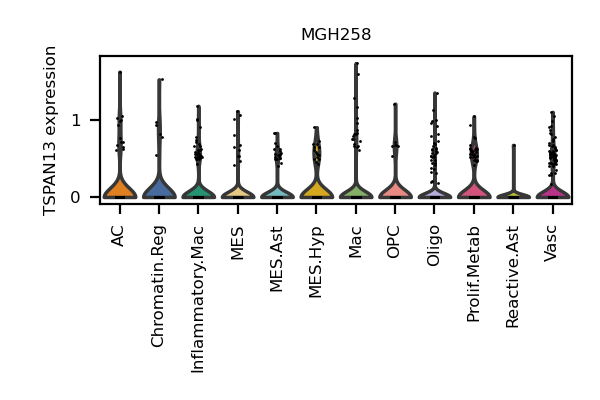 MGH258
TSPAN13 expression
1
0
AC
Chromatin.Reg
Inflammatory.Mac
MES
MES.Ast
MES.Hyp
Mac
OPC
Oligo
Prolif.Metab
Reactive.Ast
Vasc